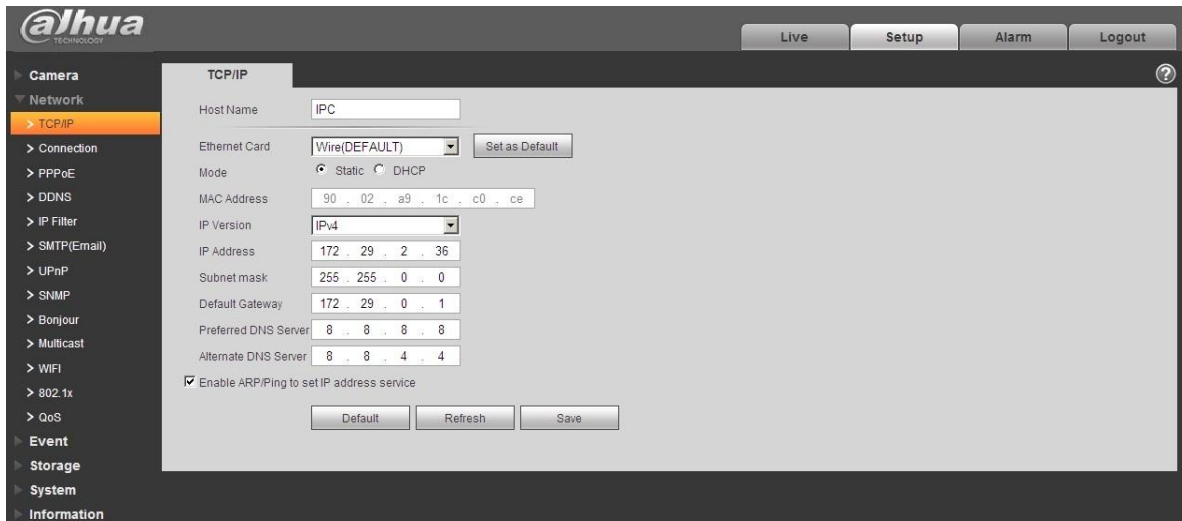 alhua
TECHNOLOGY
Live Setup Alarm Logout
Camera
Network
> TCP/IP
> Connection
> PPPoE
> DDNS
> IP Filter
> SMTP(Email)
> UPnP
> SNMP
> Bonjour
> Multicast
> WIFI
> 802.1x
> QoS
Event
Storage
System
Information
TCP/IP
?
Host Name IPC
Ethernet Card Wire(DEFAULT) Set as Default
Mode Static DHCP
MAC Address 90 . 02 . a9 . 1c . c0 . ce
IP Version IPv4
IP Address 172 . 29 . 2 . 36
Subnet mask 255 . 255 . 0 . 0
Default Gateway 172 . 29 . 0 . 1
Preferred DNS Server 8 . 8 . 8 . 8
Alternate DNS Server 8 . 8 . 4 . 4
Enable ARP/Ping to set IP address service
Default Refresh Save